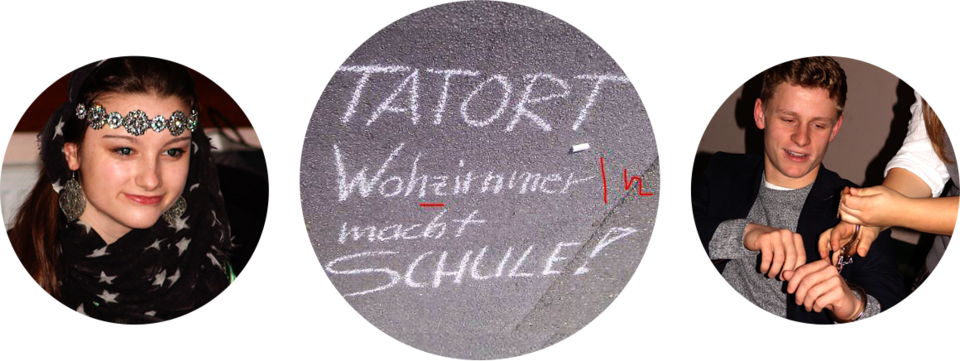 TATORT
Wohzimmer | n
macht
SCHULE!